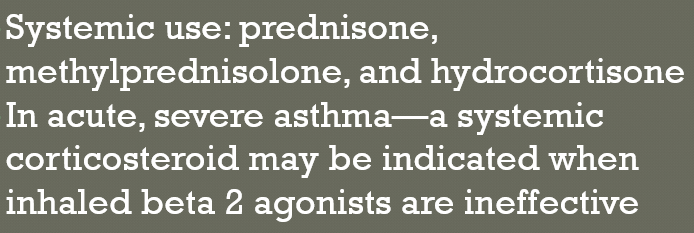 Systemic use: prednisone,
methylprednisolone, and hydrocortisone
In acute, severe asthma—a systemic
corticosteroid may be indicated when
inhaled beta 2 agonists are ineffective